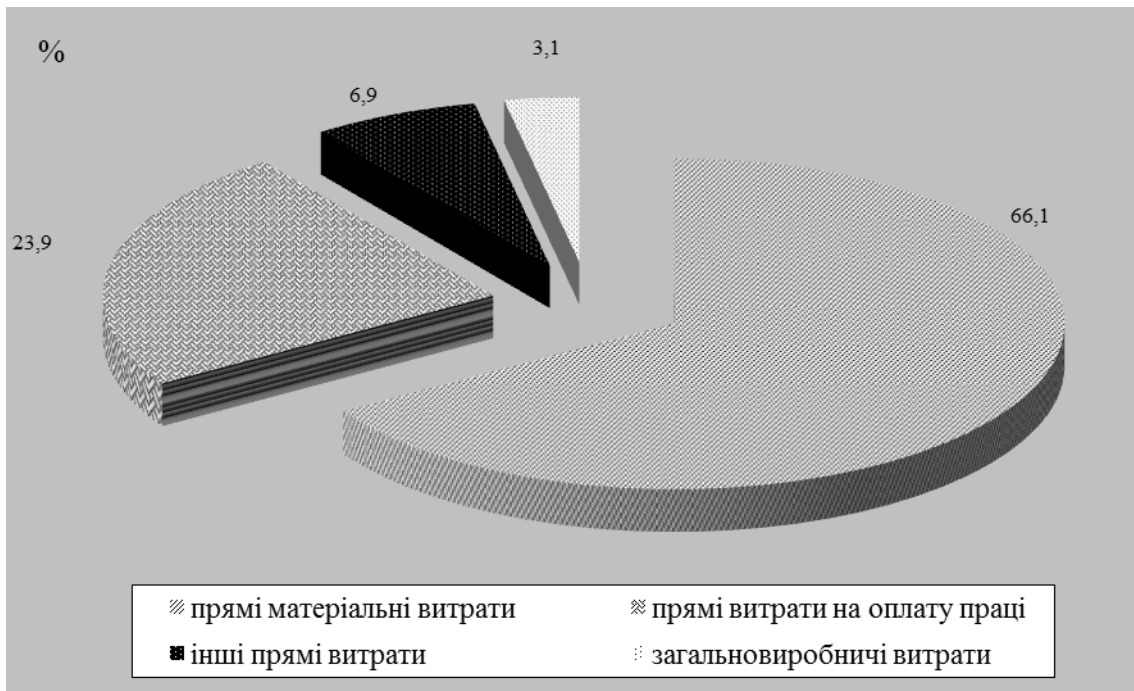 %
3,1
6,9
66,1
23,9
прямі матеріальні витрати
прямі витрати на оплату праці
інші прямі витрати
загальновиробничі витрати